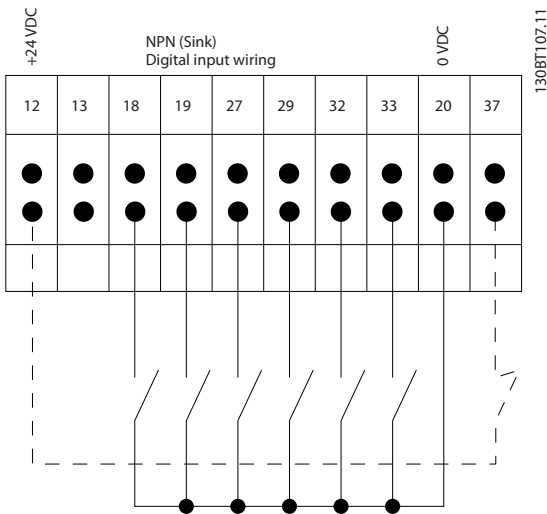 +24 VDC
NPN (Sink)
Digital input wiring
0 VDC
130BT107.11
12 13 18 19 27 29 32 33 20 37